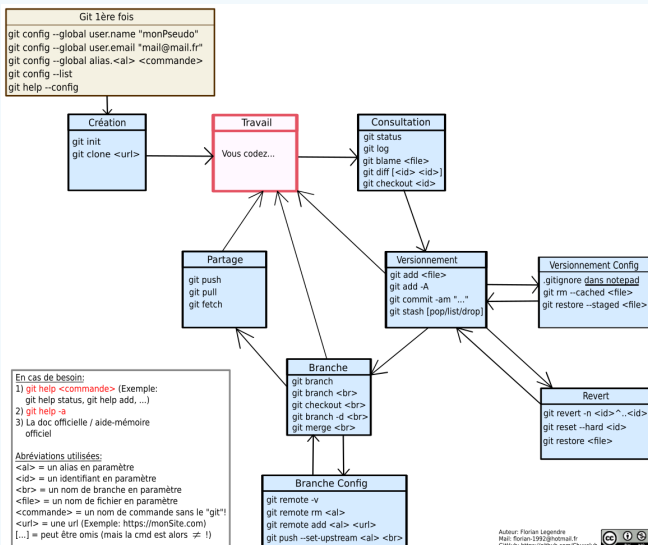 Git 1ère fois
git config --global user.name "monPseudo"
git config --global user.email "mail@mail.fr"
git config --global alias.<al> <commande>
git config --list
git help --config
Création
git init
git clone <url>
Travail
Vous codez...
Consultation
git status
git log
git blame <file>
git diff [<id> <id>]
git checkout <id>
Partage
git push
git pull
git fetch
Versionnement
git add <file>
git add -A
git commit -am "..."
git stash [pop/list/drop]
Versionnement Config
.gitignore dans notepad
git rm --cached <file>
git restore --staged <file>
Branche
git branch
git branch <br>
git checkout <br>
git branch -d <br>
git merge <br>
Revert
git revert -n <id>^..<id>
git reset --hard <id>
git restore <file>
Branche Config
git remote -v
git remote rm <al>
git remote add <al> <url>
git push --set-upstream <al> <br>
En cas de besoin:
1) git help <commande> (Exemple:
git help status, git help add, ...)
2) git help -a
3) La doc officielle / aide-mémoire
officiel
Abréviations utilisées:
<al> = un alias en paramètre
<id> = un identifiant en paramètre
<br> = un nom de branche en paramètre
<file> = un nom de fichier en paramètre
<commande> = un nom de commande sans le "git"!
<url> = une url (Exemple: https://monSite.com)
[...] = peut être omis (mais la cmd est alors ≠ !)
Auteur: Florian Legendre
Mail: florian-1992@hotmail.fr